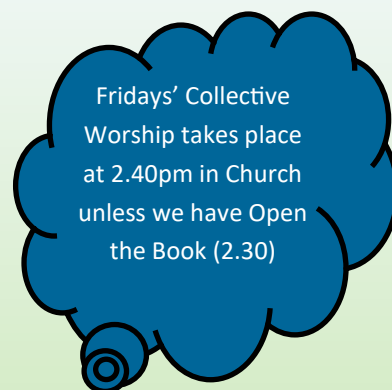 Fridays’ Collective
Worship takes place
at 2.40pm in Church
unless we have Open
the Book (2.30)